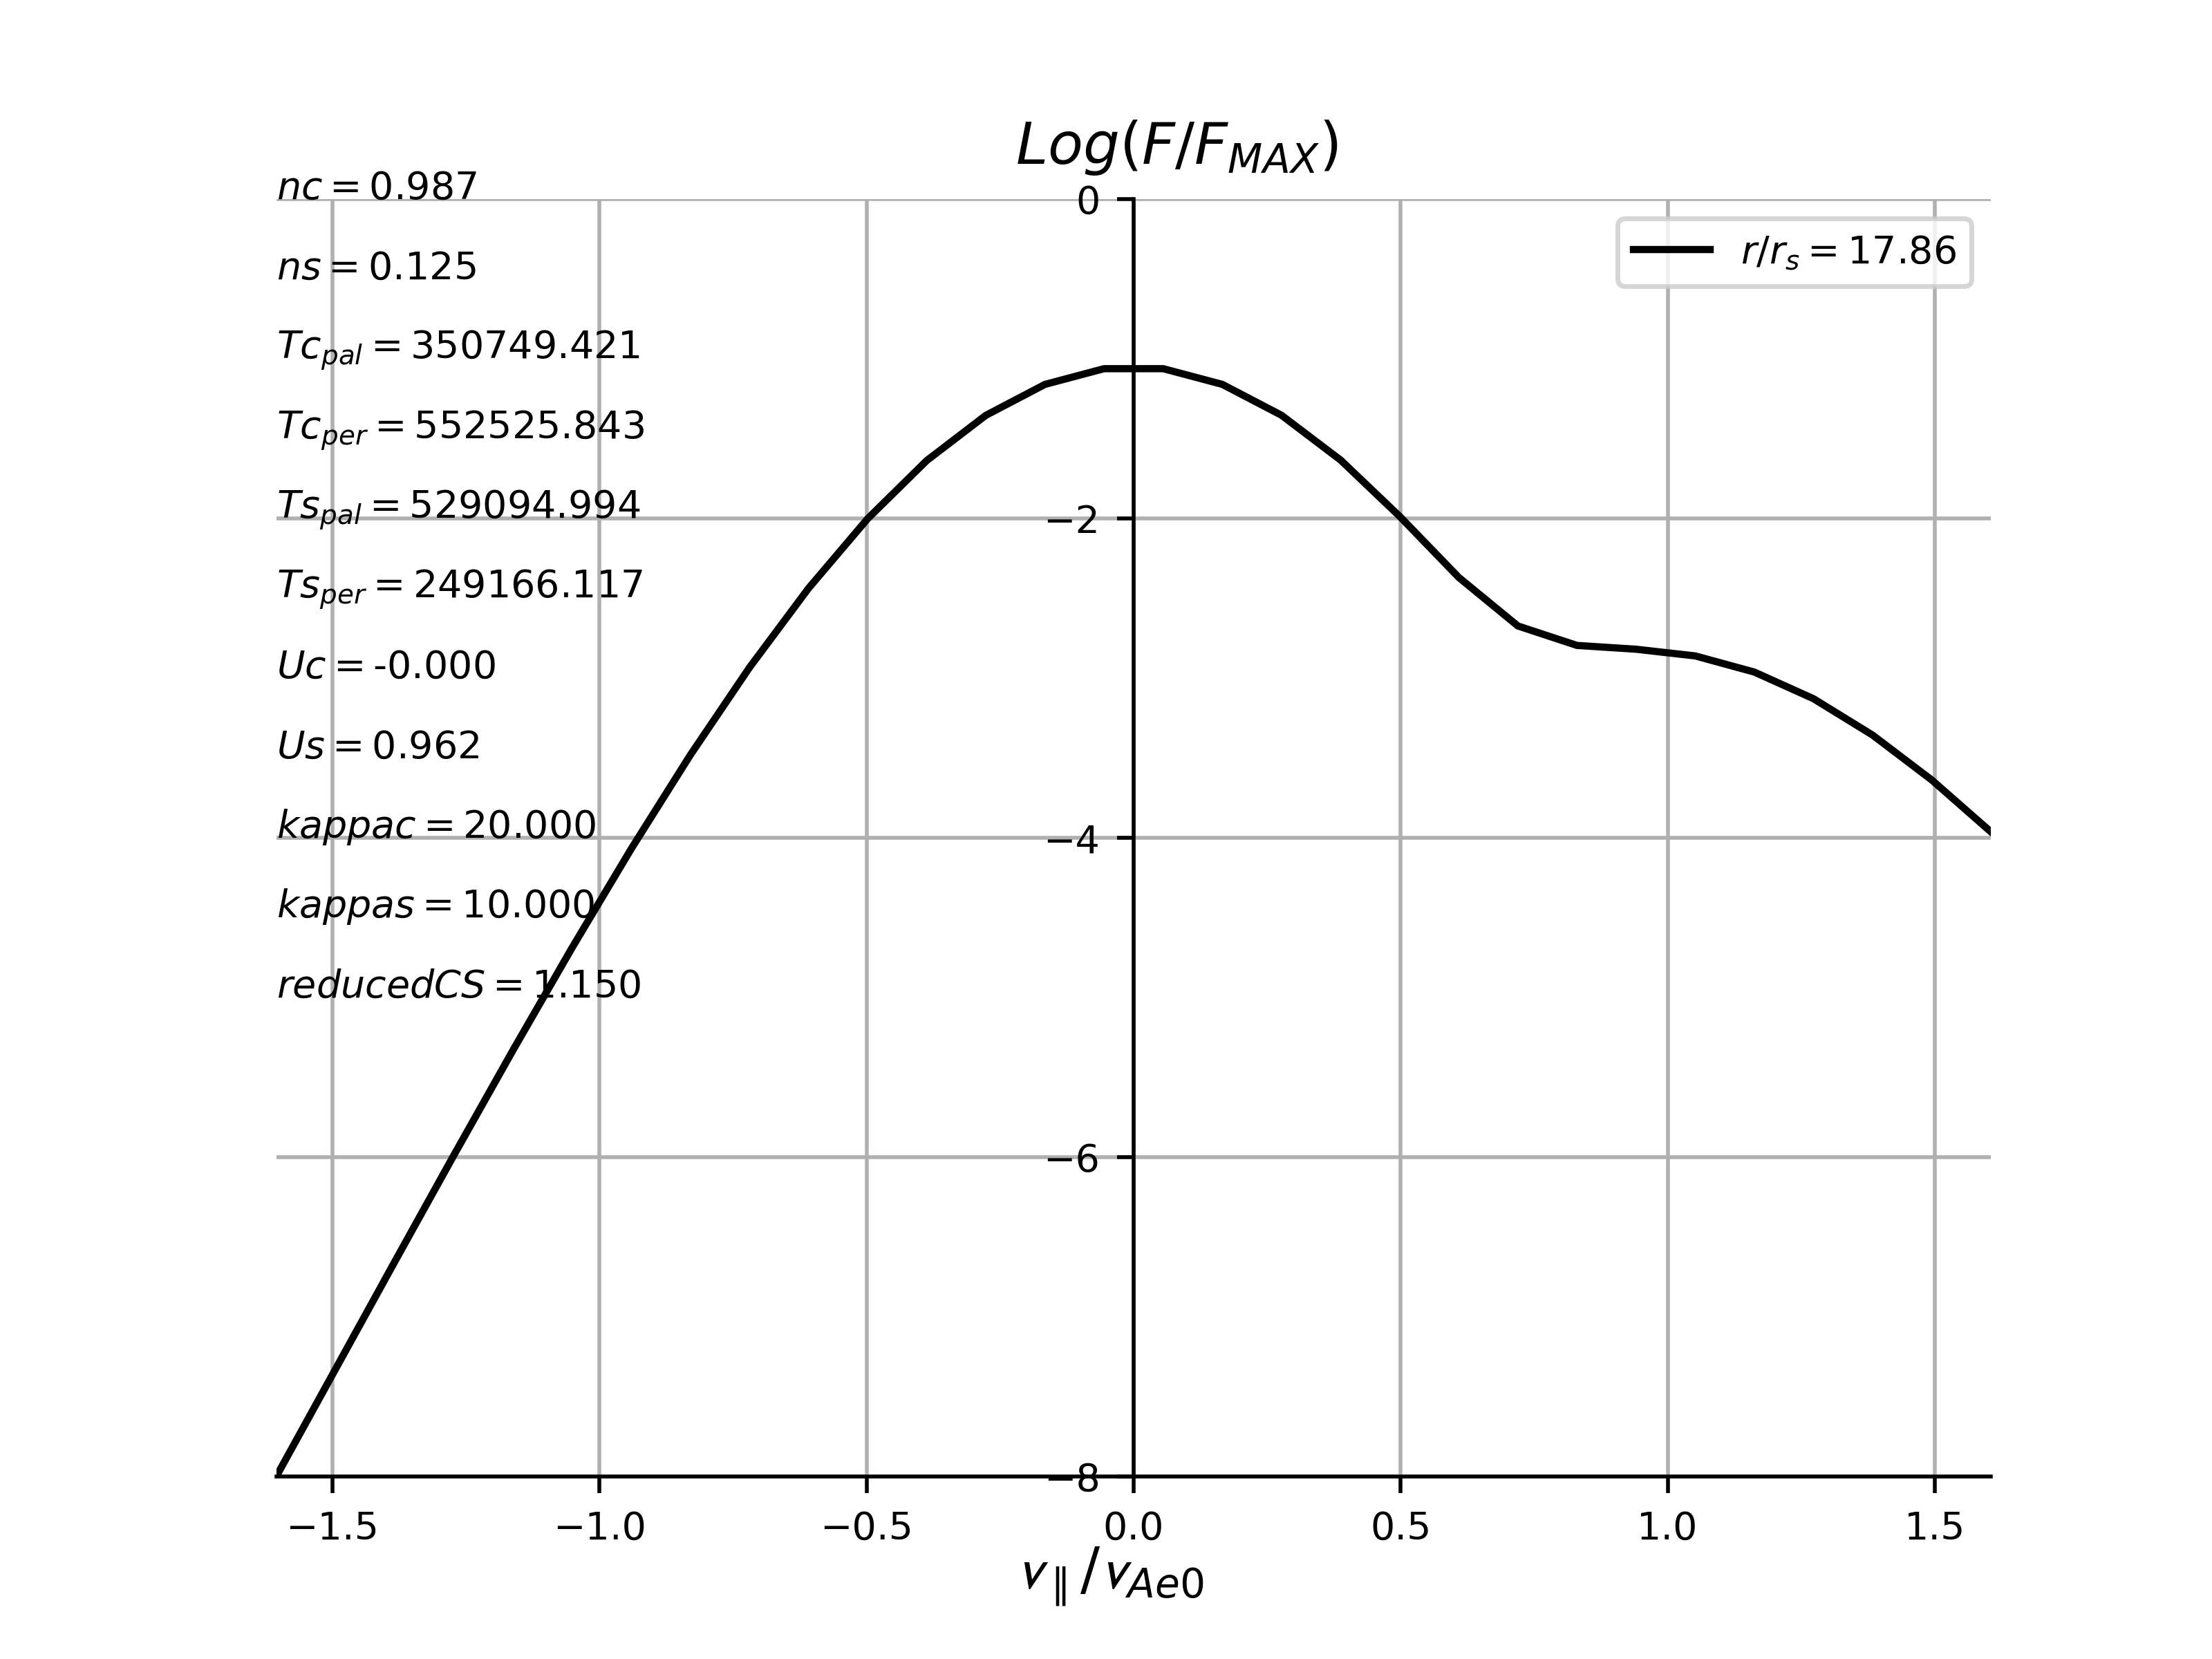 Log(F/F_MAX)
nc = 0.987
0
ns = 0.125
r/r_s = 17.86
Tc_pal = 350749.421
Tc_per = 552525.843
Ts_pal = 529094.994
−2
Ts_per = 249166.117
Uc = -0.000
Us = 0.962
kappac = 20.000
−4
kappas = 10.000
reducedCS = 1.150
−6
−8
−1.5 −1.0 −0.5 0.0 0.5 1.0 1.5
v_∥/v_Ae0